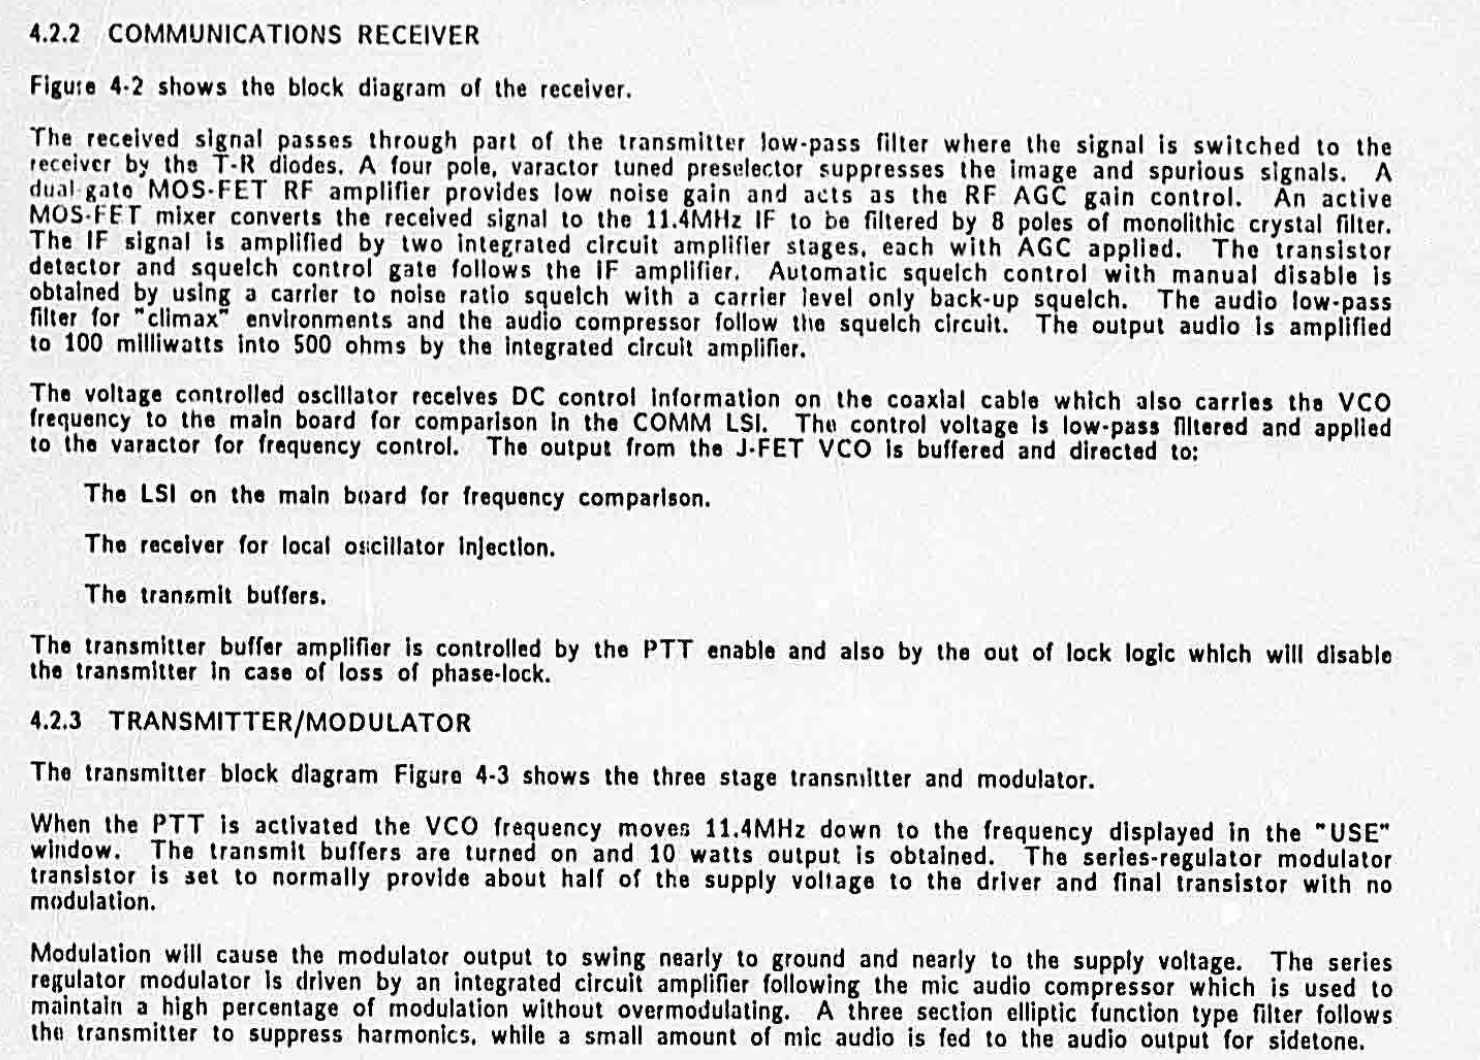 4.2.2 COMMUNICATIONS RECEIVER
Figure 4-2 shows the block diagram of the receiver.
The received signal passes through part of the transmitter low-pass filter where the signal is switched to the
receiver by the T-R diodes. A four pole, varactor tuned preselector suppresses the image and spurious signals. A
dual gate MOS-FET RF amplifier provides low noise gain and acts as the RF AGC gain control. An active
MOS-FET mixer converts the received signal to the 11.4MHz IF to be filtered by 8 poles of monolithic crystal filter.
The IF signal is amplified by two integrated circuit amplifier stages, each with AGC applied. The transistor
detector and squelch control gate follows the IF amplifier. Automatic squelch control with manual disable is
obtained by using a carrier to noise ratio squelch with a carrier level only back-up squelch. The audio low-pass
filter for "climax" environments and the audio compressor follow the squelch circuit. The output audio is amplified
to 100 milliwatts into 500 ohms by the integrated circuit amplifier.
The voltage controlled oscillator receives DC control information on the coaxial cable which also carries the VCO
frequency to the main board for comparison in the COMM LSI. The control voltage is low-pass filtered and applied
to the varactor for frequency control. The output from the J-FET VCO is buffered and directed to:
The LSI on the main board for frequency comparison.
The receiver for local oscillator injection.
The transmit buffers.
The transmitter buffer amplifier is controlled by the PTT enable and also by the out of lock logic which will disable
the transmitter in case of loss of phase-lock.
4.2.3 TRANSMITTER/MODULATOR
The transmitter block diagram Figure 4-3 shows the three stage transmitter and modulator.
When the PTT is activated the VCO frequency moves 11.4MHz down to the frequency displayed in the "USE"
window. The transmit buffers are turned on and 10 watts output is obtained. The series-regulator modulator
transistor is set to normally provide about half of the supply voltage to the driver and final transistor with no
modulation.
Modulation will cause the modulator output to swing nearly to ground and nearly to the supply voltage. The series
regulator modulator is driven by an integrated circuit amplifier following the mic audio compressor which is used to
maintain a high percentage of modulation without overmodulating. A three section elliptic function type filter follows
the transmitter to suppress harmonics, while a small amount of mic audio is fed to the audio output for sidetone.